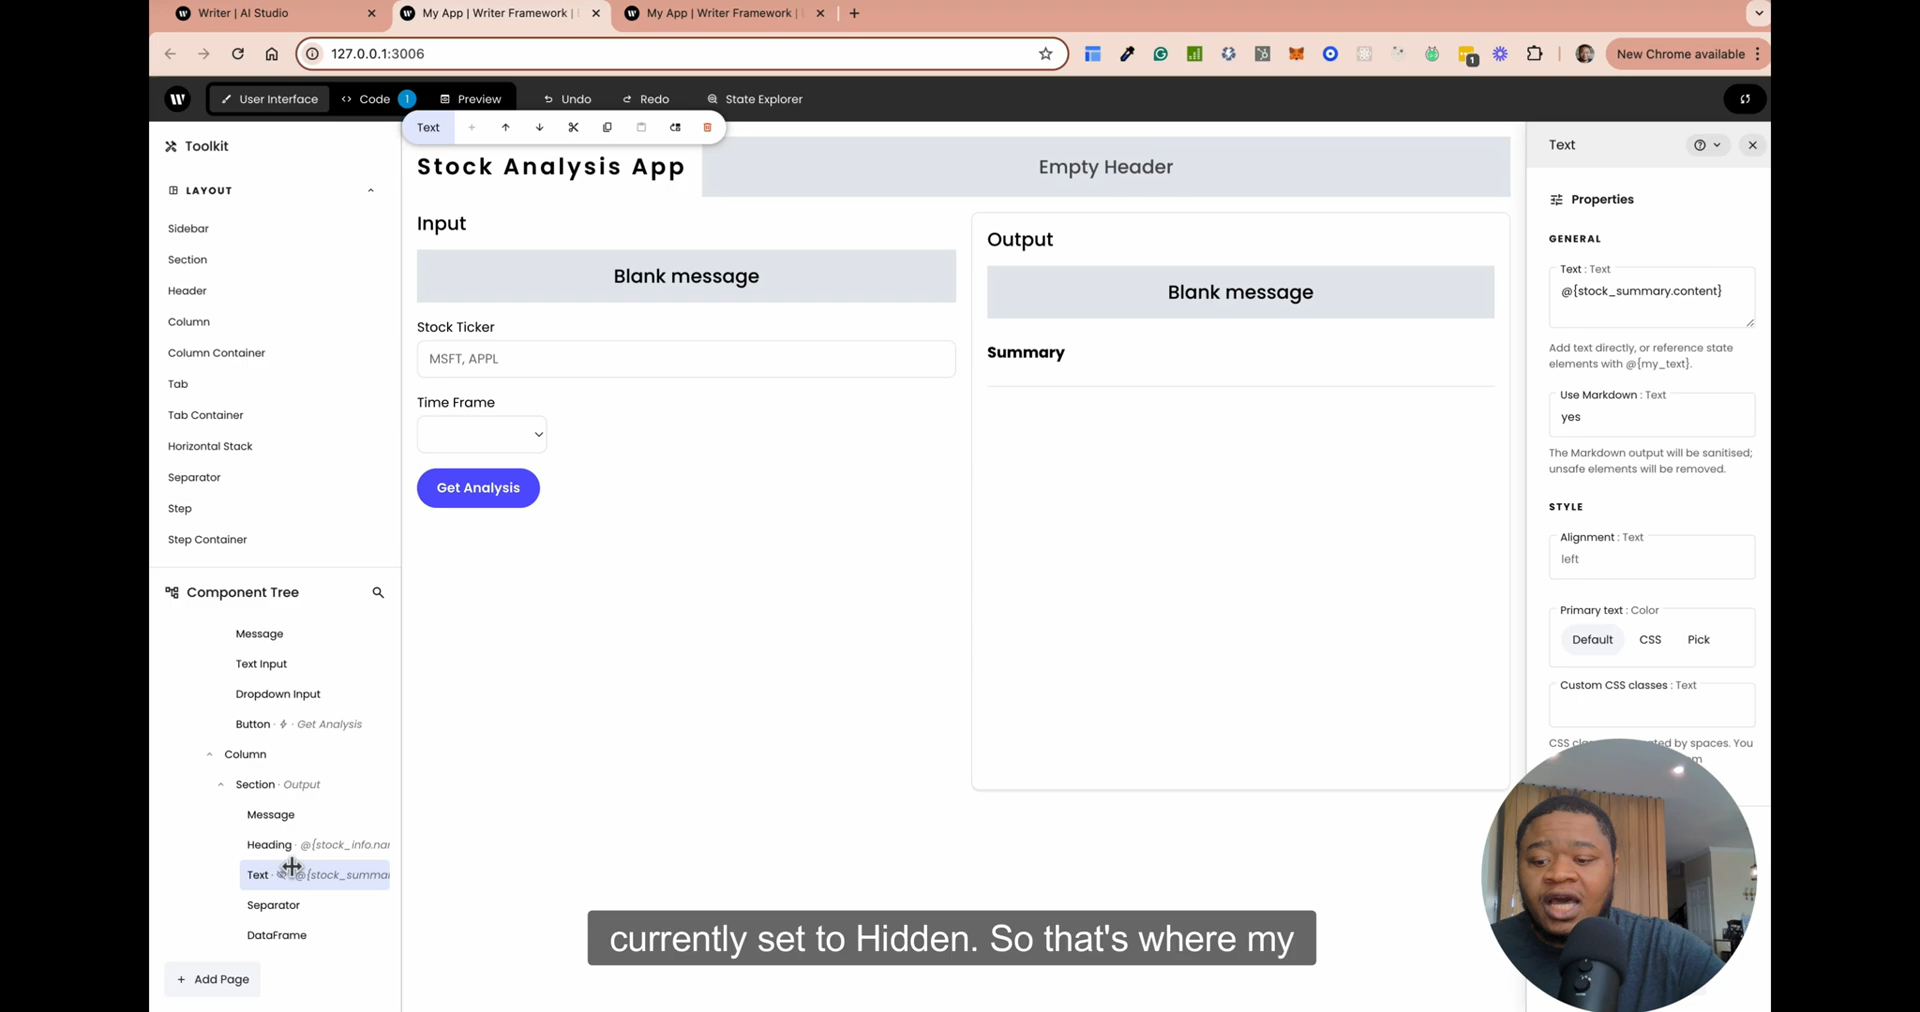 Writer | AI Studio
My App | Writer Framework |
My App | Writer Framework |
127.0.0.1:3006
1
New Chrome available
User Interface
Code
1
Preview
Undo
Redo
State Explorer
Toolkit
LAYOUT
Sidebar
Section
Header
Column
Column Container
Tab
Tab Container
Horizontal Stack
Separator
Step
Step Container
Component Tree
Message
Text Input
Dropdown Input
Button · Get Analysis
Column
Section · Output
Message
Heading · @{stock_info.nar
Text · @{stock_summar
Separator
DataFrame
+ Add Page
Text
Stock Analysis App
Empty Header
Input
Blank message
Stock Ticker
MSFT, APPL
Time Frame
Get Analysis
Output
Blank message
Summary
Text
Properties
GENERAL
Text : Text
@{stock_summary.content}
Add text directly, or reference state
elements with @{my_text}.
Use Markdown : Text
yes
The Markdown output will be sanitised;
unsafe elements will be removed.
STYLE
Alignment : Text
left
Primary text : Color
Default
CSS
Pick
Custom CSS classes : Text
by spaces. You
currently set to Hidden. So that's where my